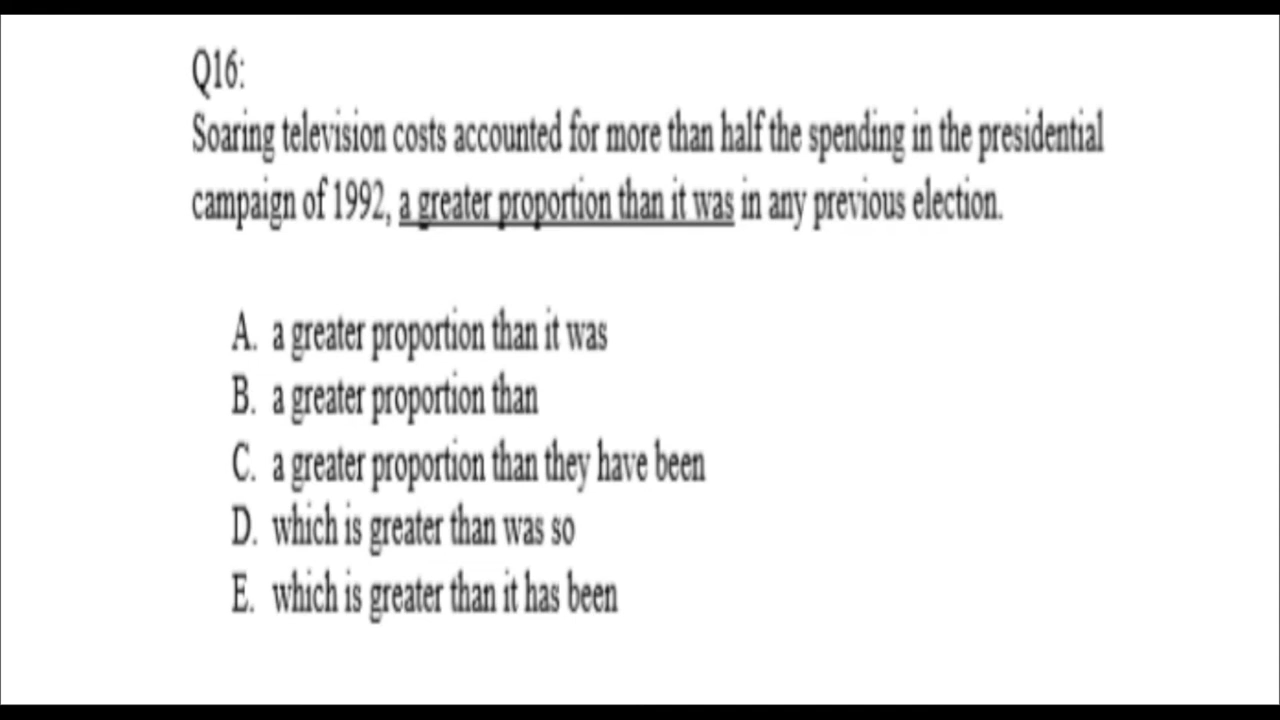 Q16:
Soaring television costs accounted for more than half the spending in the presidential
campaign of 1992, a greater proportion than it was in any previous election.
A. a greater proportion than it was
B. a greater proportion than
C. a greater proportion than they have been
D. which is greater than was so
E. which is greater than it has been